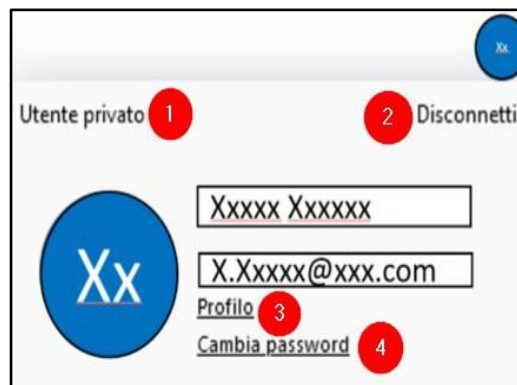 Xx
Utente privato 1 2 Disconnetti
Xxxxx Xxxxxx
Xx
X.Xxxxx@xxx.com
Profilo 3
Cambia password 4